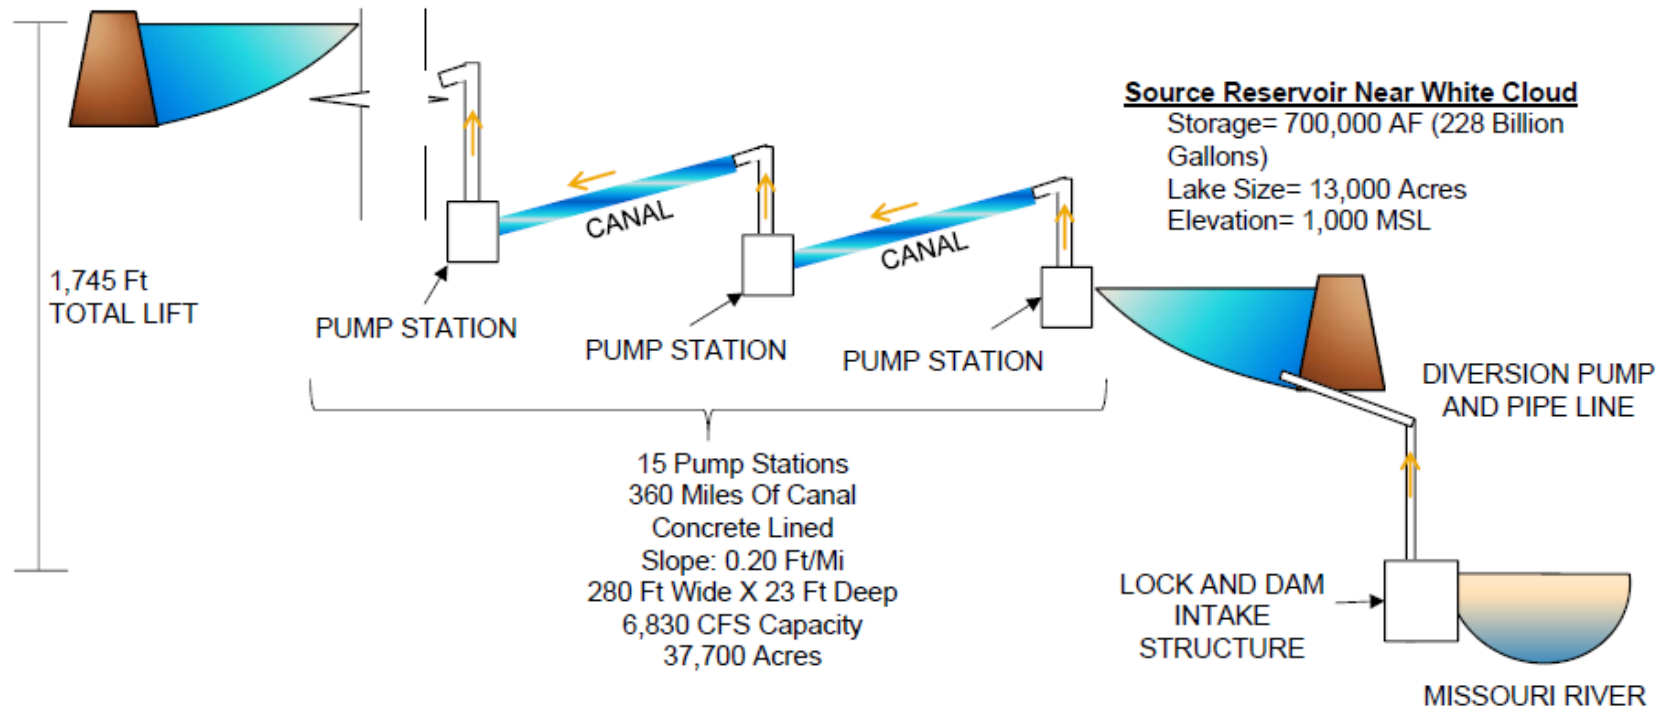 Source Reservoir Near White Cloud
Storage= 700,000 AF (228 Billion
Gallons)
Lake Size= 13,000 Acres
Elevation= 1,000 MSL
CANAL
CANAL
1,745 Ft
TOTAL LIFT
PUMP STATION
PUMP STATION
PUMP STATION
DIVERSION PUMP
AND PIPE LINE
15 Pump Stations
360 Miles Of Canal
Concrete Lined
Slope: 0.20 Ft/Mi
280 Ft Wide X 23 Ft Deep
6,830 CFS Capacity
37,700 Acres
LOCK AND DAM
INTAKE
STRUCTURE
MISSOURI RIVER